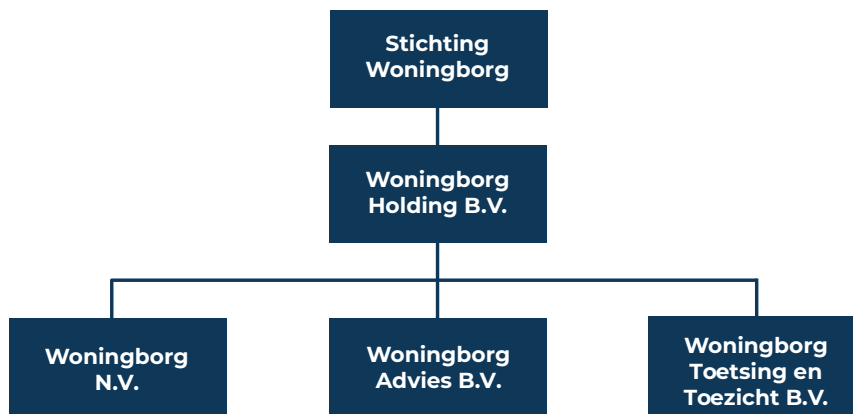 Stichting
Woningborg
Woningborg
Holding B.V.
Woningborg
N.V.
Woningborg
Advies B.V.
Woningborg
Toetsing en
Toezicht B.V.